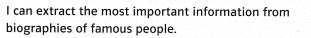 I can extract the most important information from
biographies of famous people.